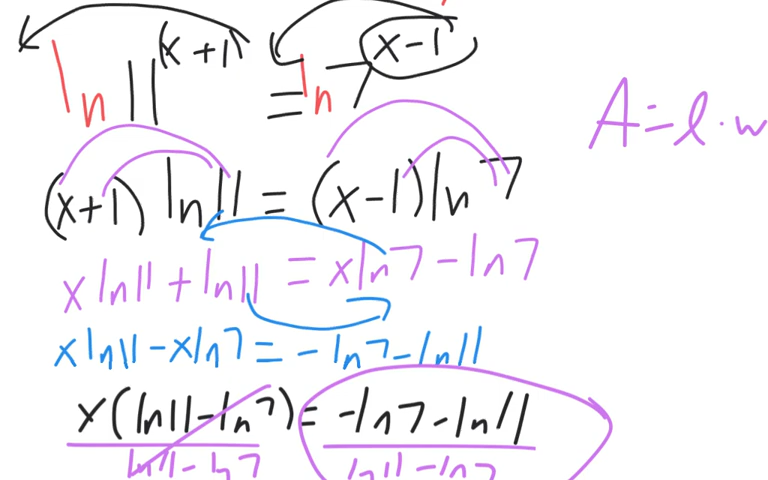 ln 11^(x+1) = ln 7^(x-1)
A = l · w
(x+1) ln 11 = (x-1) ln 7
x ln 11 + ln 11 = x ln 7 - ln 7
x ln 11 - x ln 7 = - ln 7 - ln 11
x (ln 11 - ln 7) = - ln 7 - ln 11
ln 11 - ln 7 ln 11 - ln 7